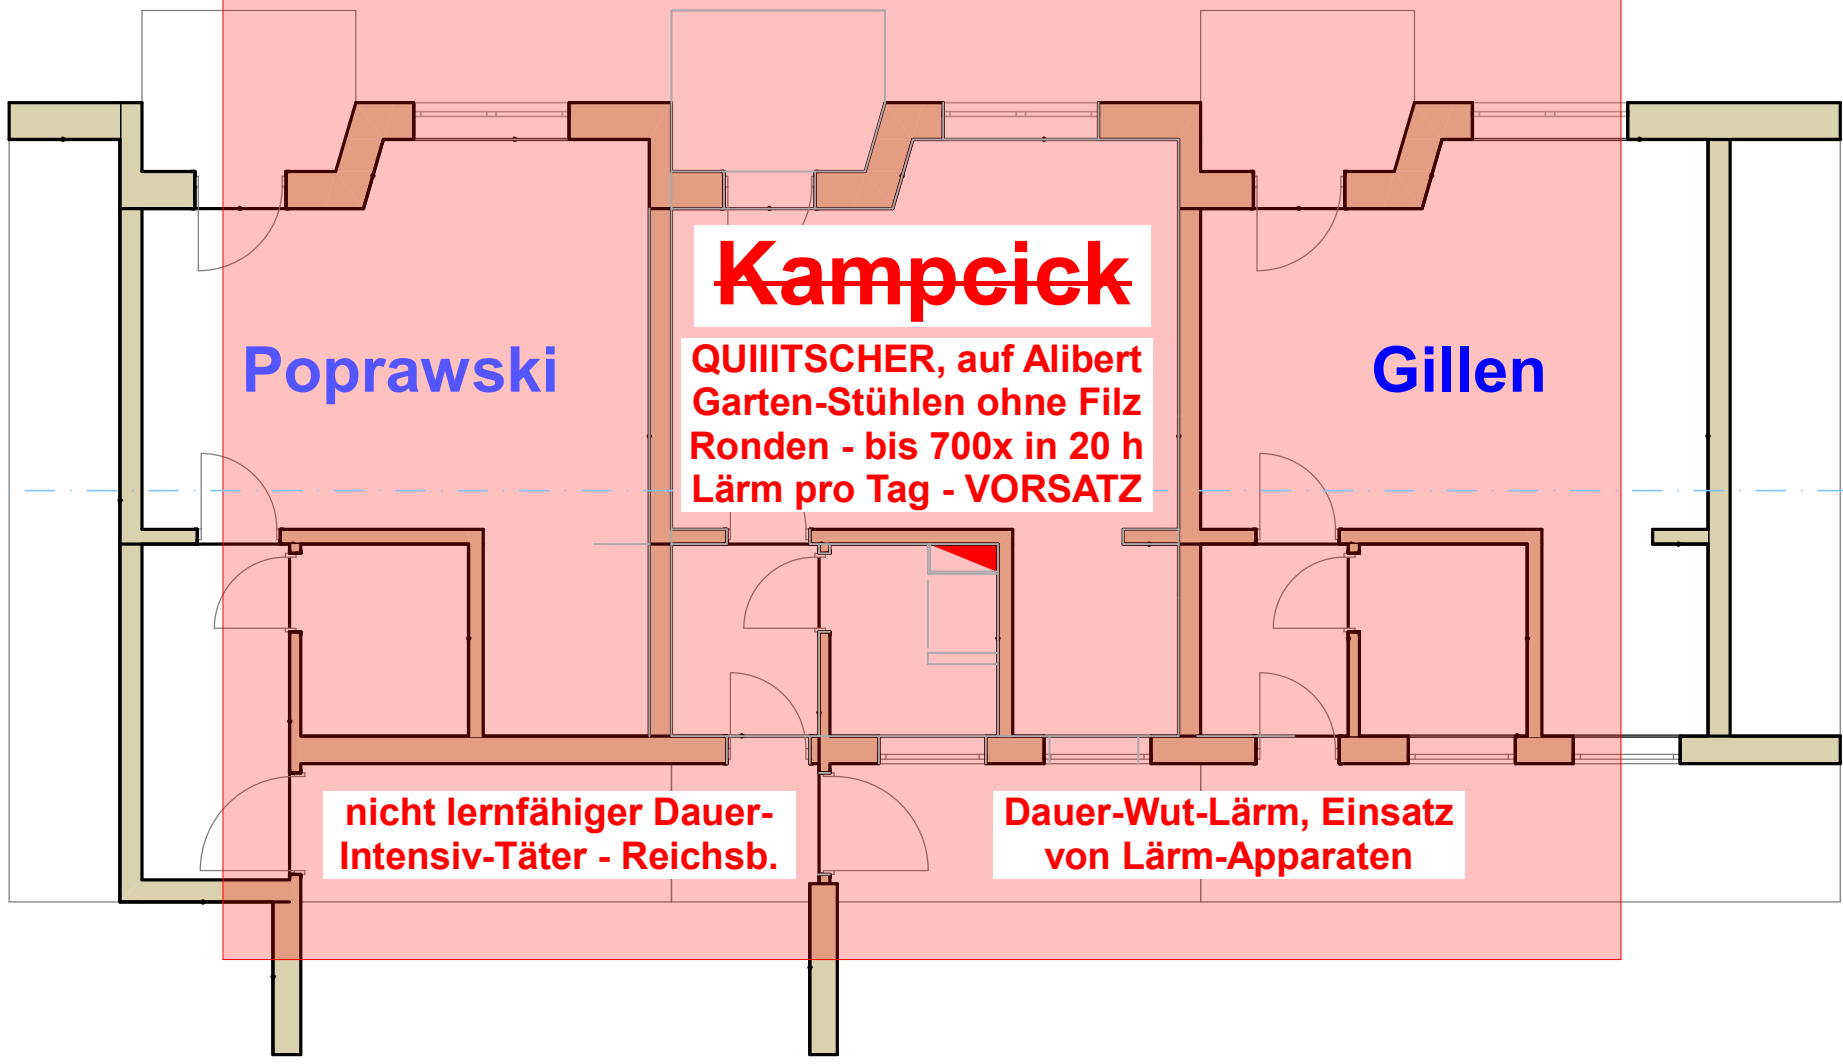 Kampcick
Poprawski
QUIIITSCHER, auf Alibert
Garten-Stühlen ohne Filz
Ronden - bis 700x in 20 h
Lärm pro Tag - VORSATZ
Gillen
nicht lernfähiger Dauer-
Intensiv-Täter - Reichsb.
Dauer-Wut-Lärm, Einsatz
von Lärm-Apparaten